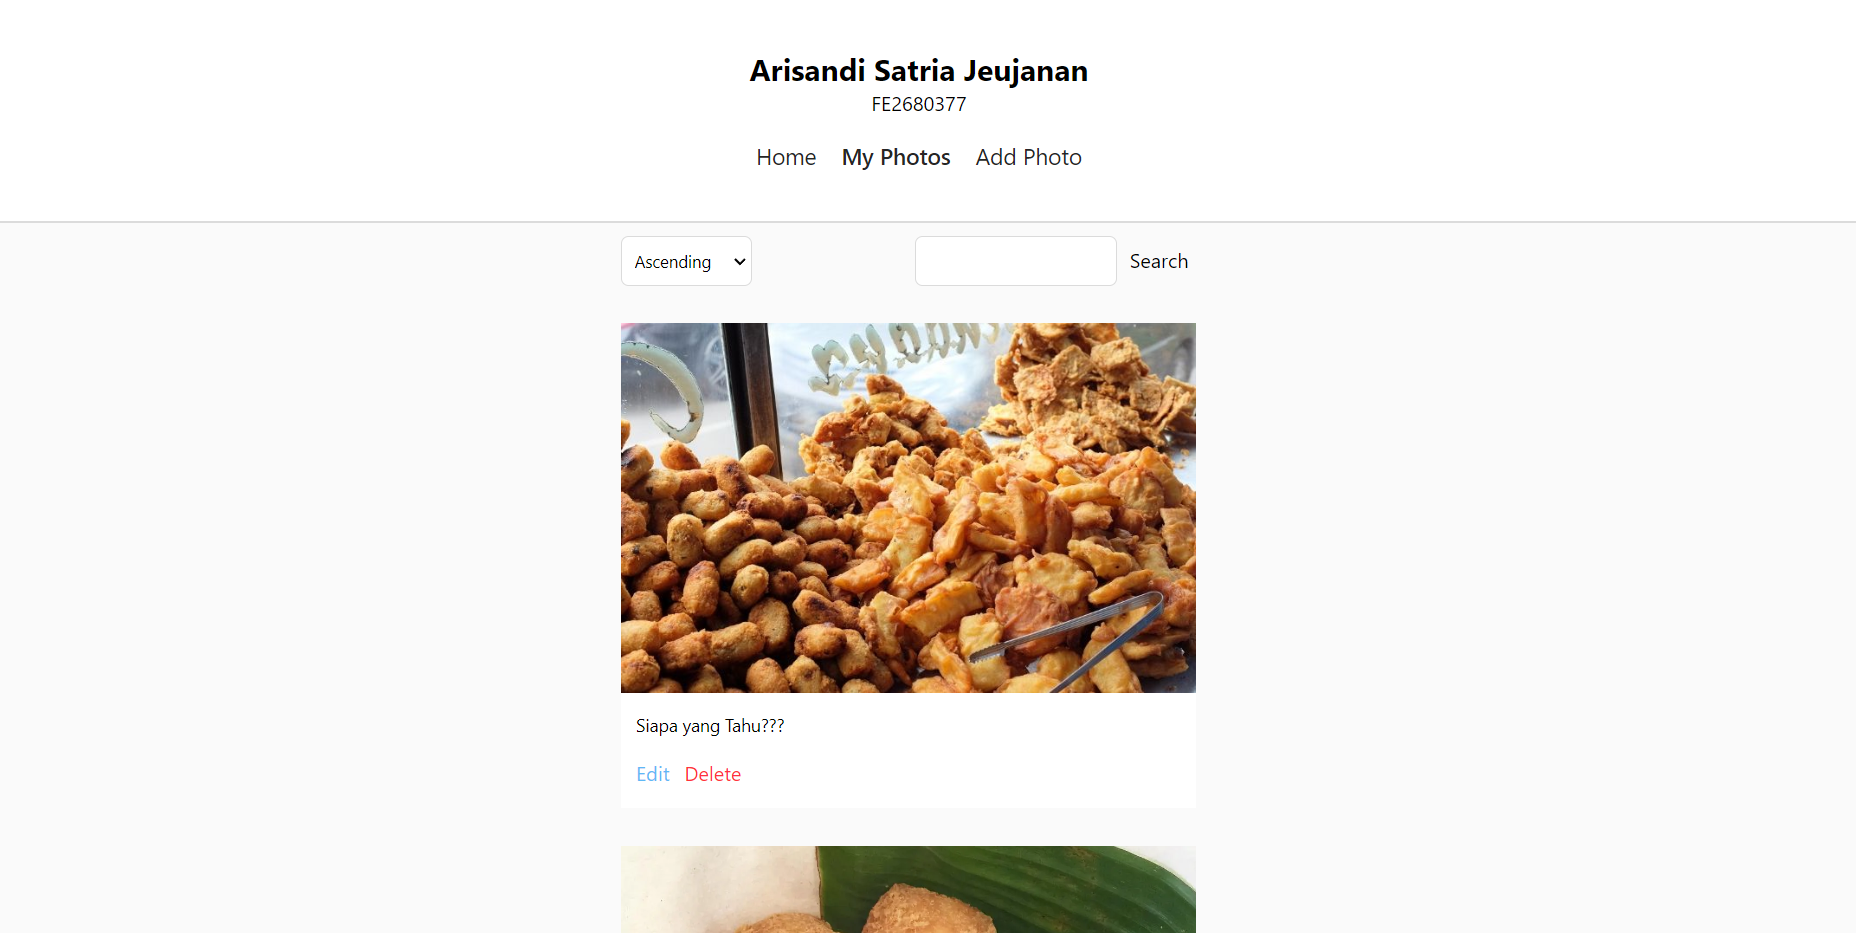 Arisandi Satria Jeujanan
FE2680377
Home My Photos Add Photo
Ascending Search
Siapa yang Tahu???
Edit Delete